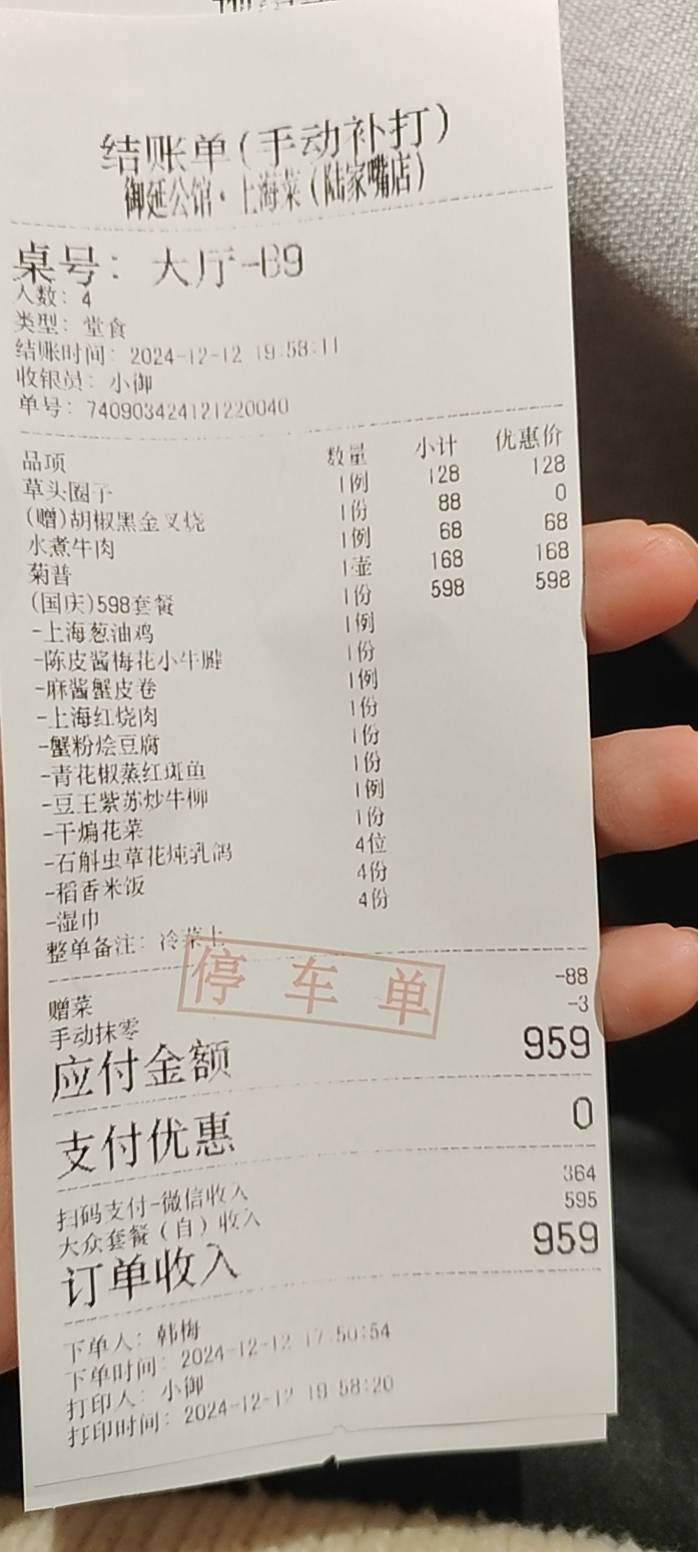 结账单(手动补打)
御延公馆·上海菜(陆家嘴店)
桌号: 大厅-B9
人数: 4
类型: 堂食
结账时间: 2024-12-12 19:58:11
收银员: 小御
单号: 740903424121220040
品项 数量 小计 优惠价
草头圈子 1例 128 128
(赠)胡椒黑金叉烧 1份 88 0
水煮牛肉 1例 68 68
菊普 1壶 168 168
(国庆)598套餐 1份 598 598
-上海葱油鸡 1例
-陈皮酱梅花小牛腱 1份
-麻酱蟹皮卷 1例
-上海红烧肉 1份
-蟹粉烩豆腐 1份
-青花椒蒸红斑鱼 1份
-豆王紫苏炒牛柳 1例
-干煸花菜 1份
-石斛虫草花炖乳鸽 4位
-稻香米饭 4份
-湿巾 4份
整单备注: 冷菜上
停车单
赠菜 -88
手动抹零 -3
应付金额 959
支付优惠 0
扫码支付-微信收入 364
大众套餐(自)收入 595
订单收入 959
下单人: 韩梅
下单时间: 2024-12-12 17:50:54
打印人: 小御
打印时间: 2024-12-12 19:58:20